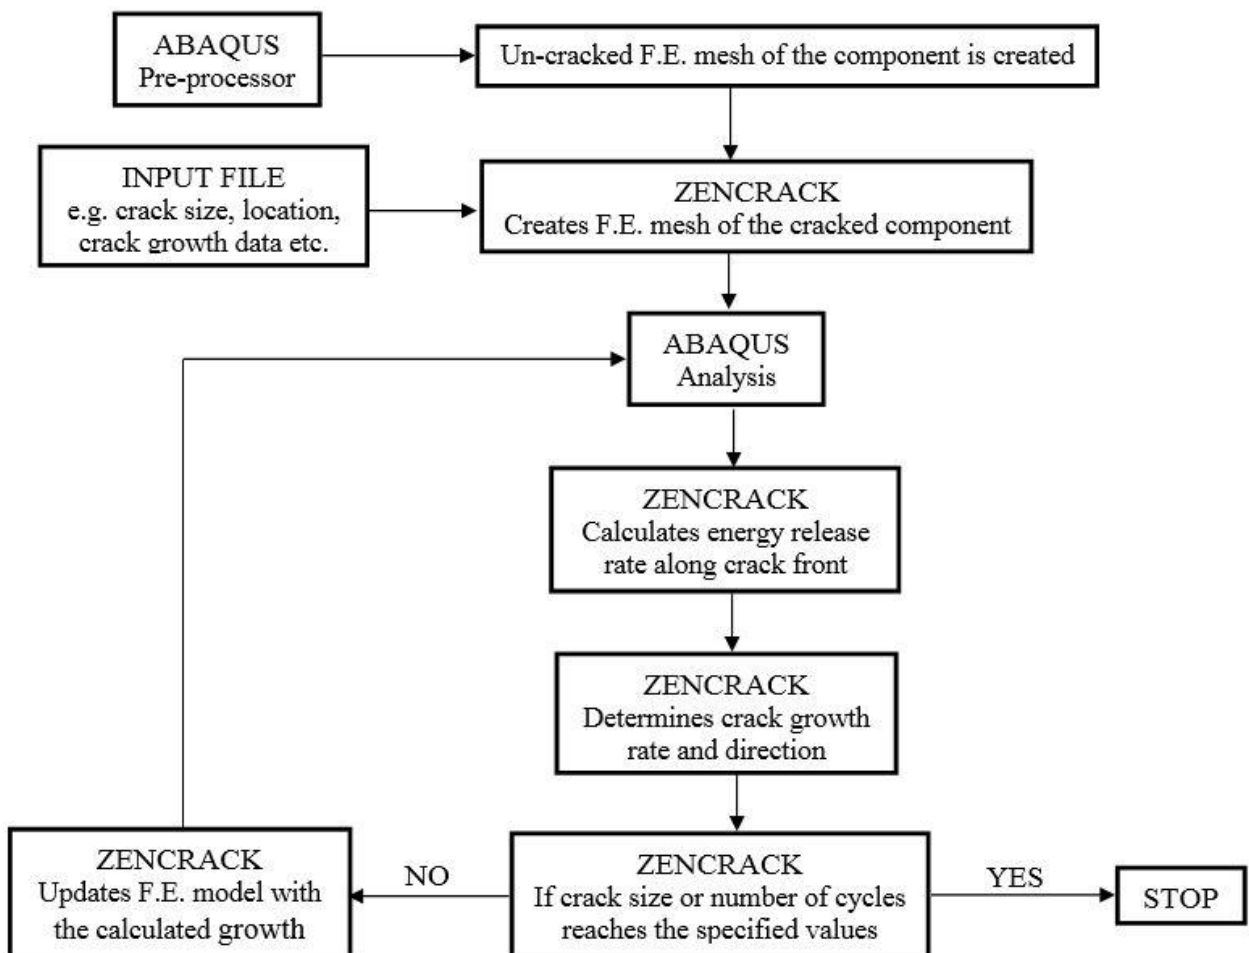 ABAQUS
Pre-processor
Un-cracked F.E. mesh of the component is created
INPUT FILE
e.g. crack size, location,
crack growth data etc.
ZENCRACK
Creates F.E. mesh of the cracked component
ABAQUS
Analysis
ZENCRACK
Calculates energy release
rate along crack front
ZENCRACK
Determines crack growth
rate and direction
ZENCRACK
Updates F.E. model with
the calculated growth
NO
ZENCRACK
If crack size or number of cycles
reaches the specified values
YES
STOP